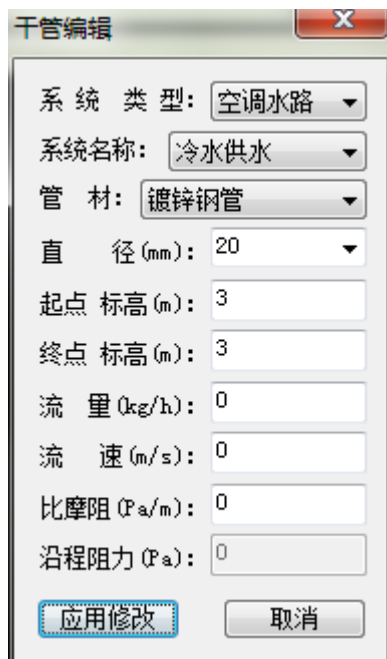 干管编辑
系统 类型: 空调水路
系统名称: 冷水供水
管 材: 镀锌钢管
直 径(mm): 20
起点 标高(m): 3
终点 标高(m): 3
流 量(kg/h): 0
流 速(m/s): 0
比摩阻(Pa/m): 0
沿程阻力(Pa): 0
应用修改 取消